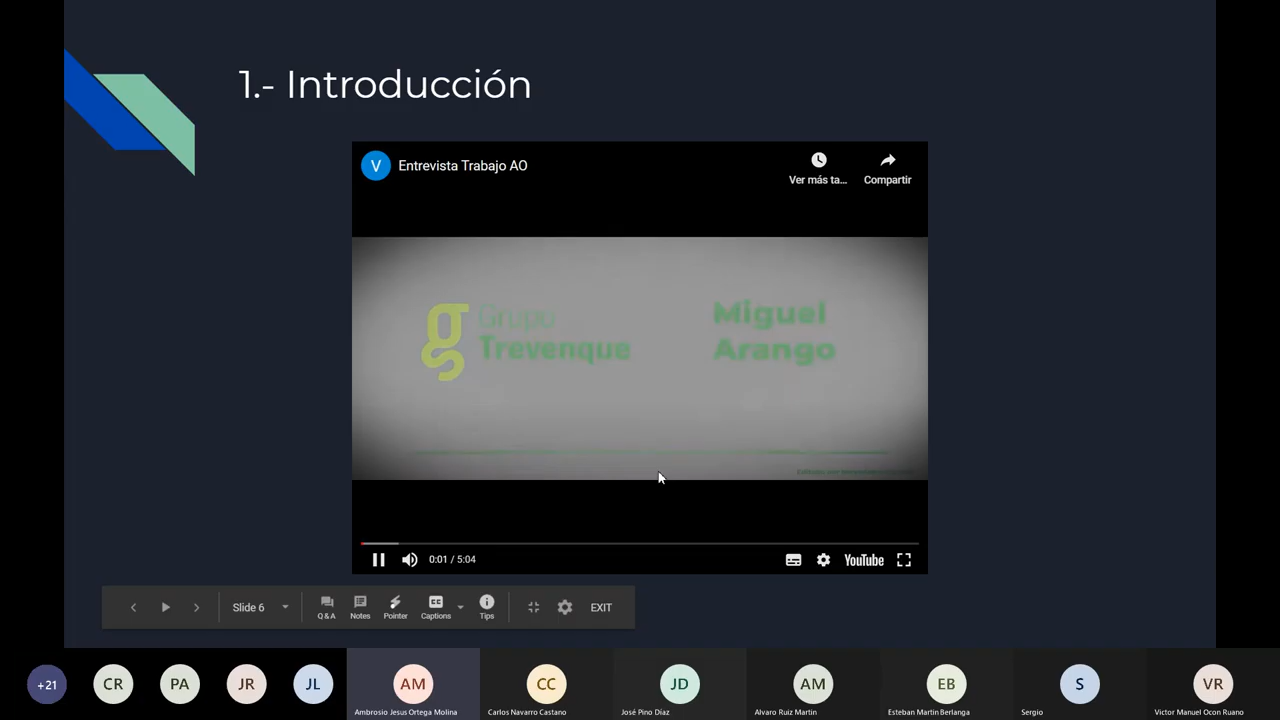 1.- Introducción
V
Entrevista Trabajo AO
Ver más ta...
Compartir
g
Grupo
Trevenque
Miguel
Arango
0:01 / 5:04
YouTube
Slide 6
Q & A
Notes
Pointer
Captions
Tips
EXIT
+21
CR
PA
JR
JL
AM
Ambrosio Jesus Ortega Molina
CC
Carlos Navarro Castano
JD
José Pino Díaz
AM
Alvaro Ruiz Martin
EB
Esteban Martin Berlanga
S
Sergio
VR
Victor Manuel Ocon Ruano